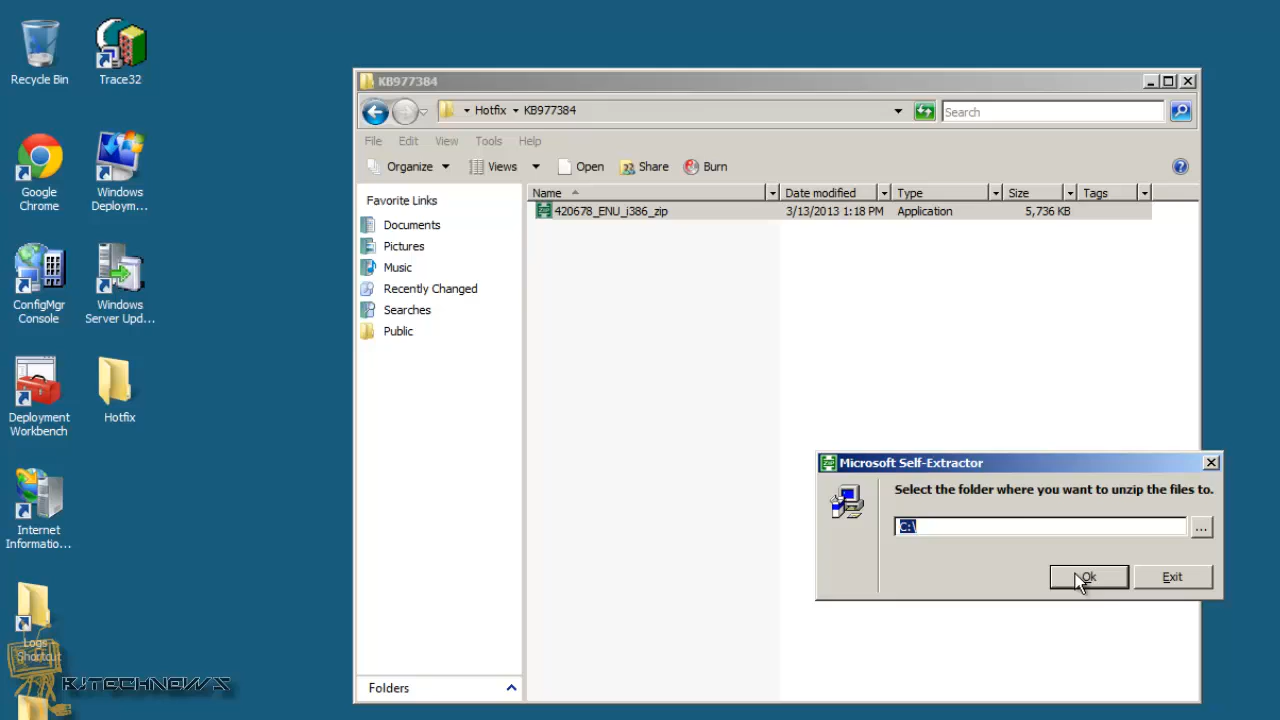 Recycle Bin
Trace32
Google
Chrome
Windows
Deploym...
ConfigMgr
Console
Windows
Server Upd...
Deployment
Workbench
Hotfix
Internet
Informatio...
Logs
Shortcut
KJTECHNEWS
KB977384
Hotfix
KB977384
Search
File
Edit
View
Tools
Help
Organize
Views
Open
Share
Burn
Favorite Links
Documents
Pictures
Music
Recently Changed
Searches
Public
Folders
Name
Date modified
Type
Size
Tags
420678_ENU_i386_zip
3/13/2013 1:18 PM
Application
5,736 KB
Microsoft Self-Extractor
Select the folder where you want to unzip the files to.
C:\
...
Ok
Exit